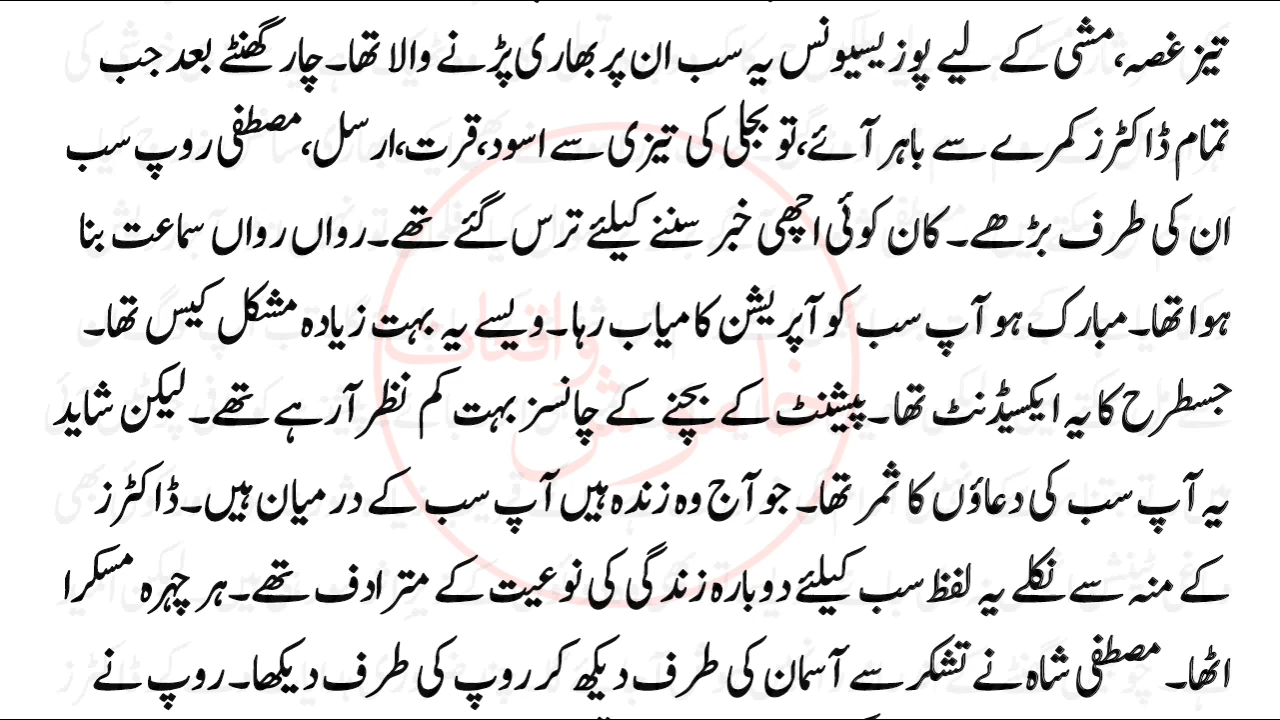 تیز غصہ، مشی کے لیے پوزیسیونس یہ سب ان پر بھاری پڑنے والا تھا۔ چار گھنٹے بعد جب
تمام ڈاکٹرز کمرے سے باہر آئے، تو بجلی کی تیزی سے اسود، قرت، ارسل، مصطفی روپ سب
ان کی طرف بڑھے۔ کان کوئی اچھی خبر سننے کیلئے ترس گئے تھے۔ رواں رواں سماعت بنا
ہوا تھا۔ مبارک ہو آپ سب کو آپریشن کامیاب رہا۔ ویسے یہ بہت زیادہ مشکل کیس تھا۔
جسطرح کا یہ ایکسیڈنٹ تھا۔ پیشنٹ کے بچنے کے چانسز بہت کم نظر آرہے تھے۔ لیکن شاید
یہ آپ سب کی دعاؤں کا ثمر تھا۔ جو آج وہ زندہ ہیں آپ سب کے درمیان ہیں۔ ڈاکٹرز
کے منہ سے نکلے یہ لفظ سب کیلئے دوبارہ زندگی کی نوعیت کے مترادف تھے۔ ہر چہرہ مسکرا
اٹھا۔ مصطفی شاہ نے تشکر سے آسمان کی طرف دیکھ کر روپ کی طرف دیکھا۔ روپ نے